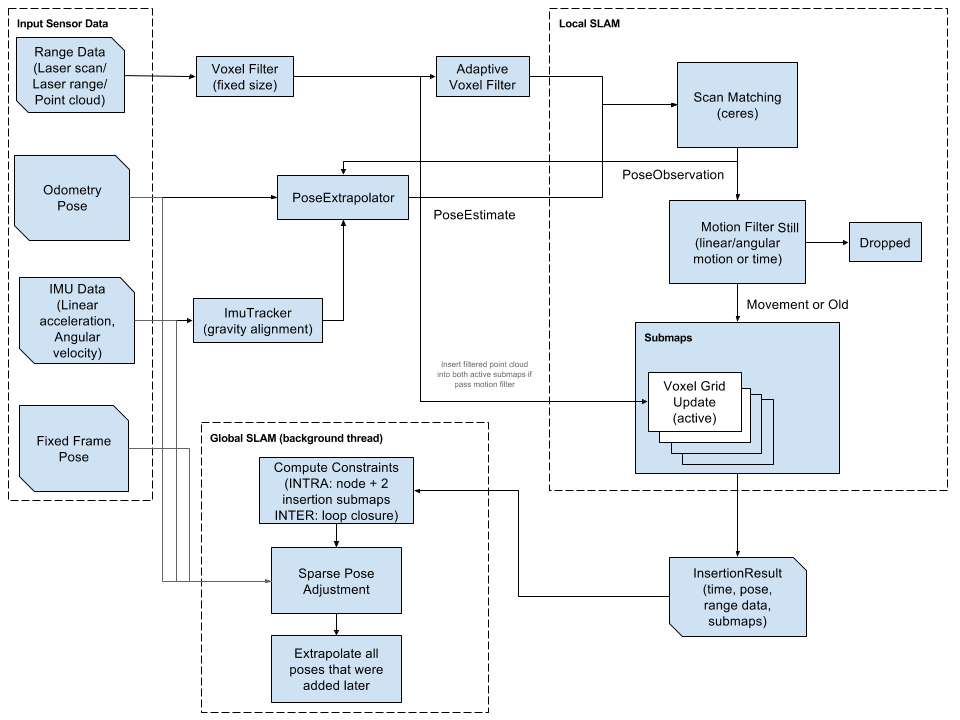 Input Sensor Data
Range Data
(Laser scan/
Laser range/
Point cloud)
Voxel Filter
(fixed size)
Adaptive
Voxel Filter
Local SLAM
Scan Matching
(ceres)
Odometry
Pose
PoseExtrapolator
PoseEstimate
PoseObservation
Motion Filter Still
(linear/angular
motion or time)
Dropped
IMU Data
(Linear
acceleration,
Angular
velocity)
ImuTracker
(gravity alignment)
Movement or Old
Submaps
Voxel Grid
Update
(active)
Insert filtered point cloud
into both active submaps if
pass motion filter
Fixed Frame
Pose
Global SLAM (background thread)
Compute Constraints
(INTRA: node + 2
insertion submaps
INTER: loop closure)
Sparse Pose
Adjustment
Extrapolate all
poses that were
added later
InsertionResult
(time, pose,
range data,
submaps)